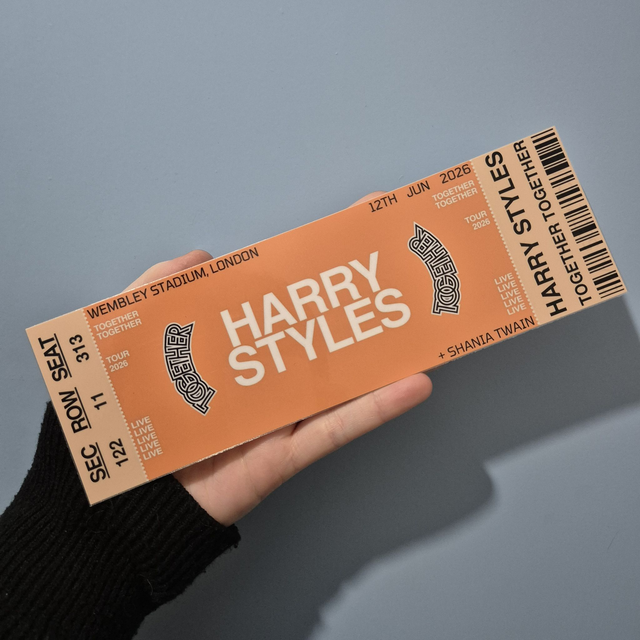 SEC ROW SEAT
122 11 313
WEMBLEY STADIUM, LONDON
12TH JUN 2026
TOGETHER
TOGETHER
TOUR
2026
LIVE
LIVE
LIVE
LIVE
LIVE
TOGETHER
TOGETHER
HARRY
STYLES
TOGETHER
TOGETHER
TOGETHER
TOGETHER
TOUR
2026
LIVE
LIVE
LIVE
LIVE
LIVE
+ SHANIA TWAIN
HARRY STYLES
TOGETHER TOGETHER